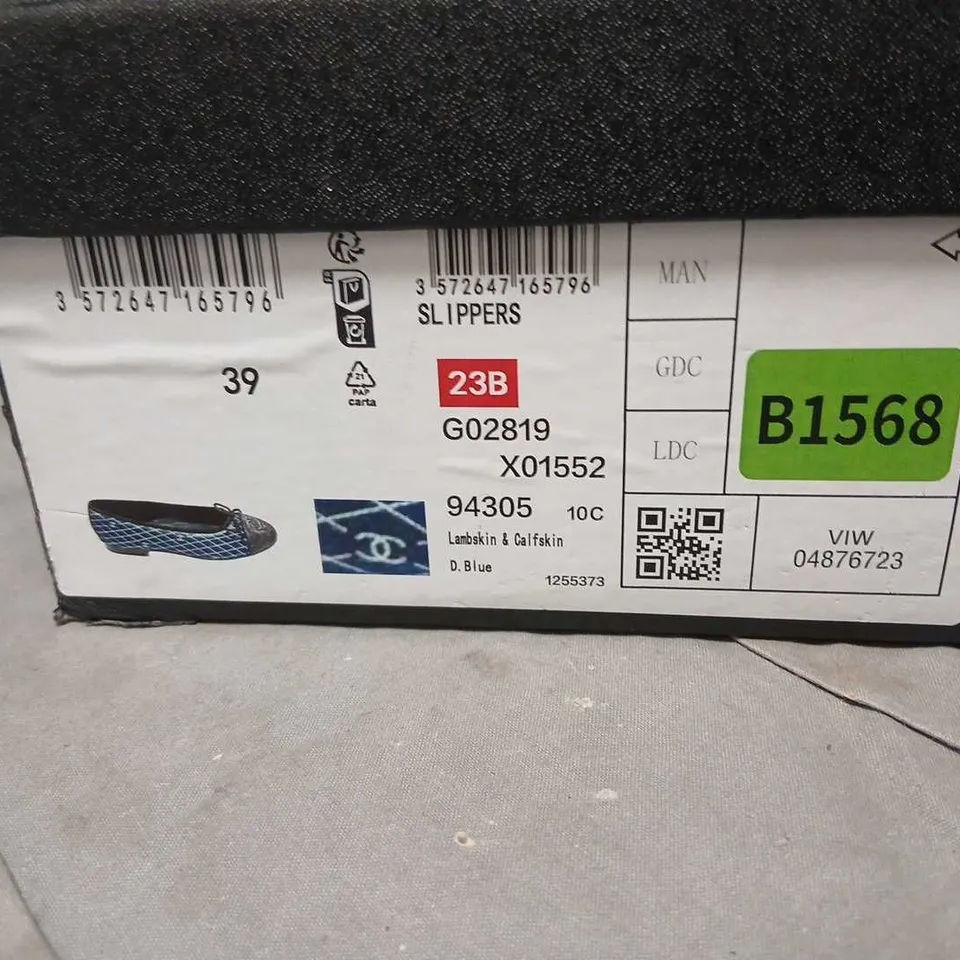 3 572647 165796
39
21
PAP
carta
3 572647 165796
SLIPPERS
23B
G02819
X01552
94305 10C
Lambskin & Calfskin
D.Blue
1255373
MAN
GDC
LDC
B1568
VIW
04876723